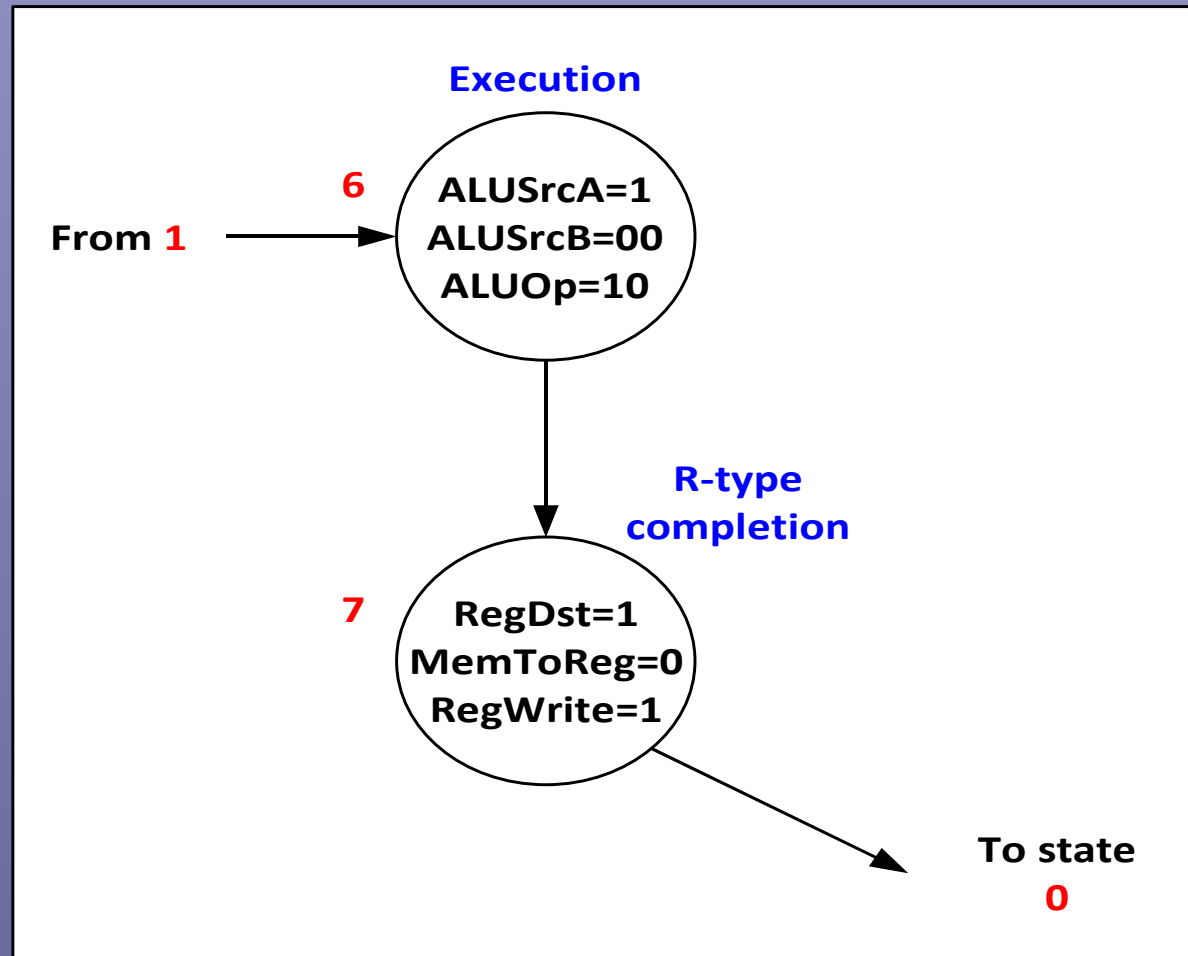 Execution
6
ALUSrcA=1
From 1
ALUSrcB=00
ALUOp=10
R-type
completion
7
RegDst=1
MemToReg=0
RegWrite=1
To state
0